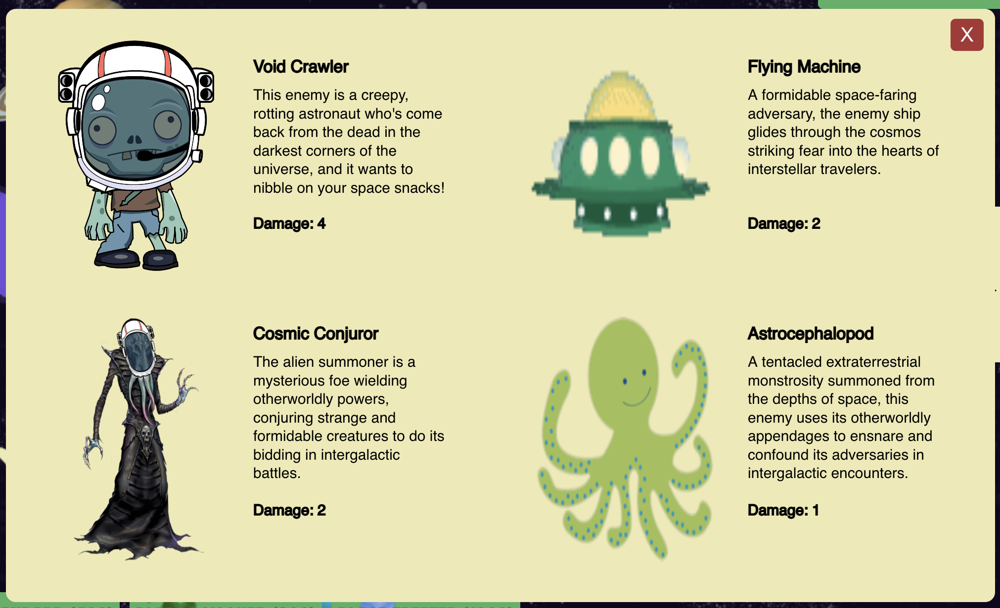 X
Void Crawler
This enemy is a creepy,
rotting astronaut who's come
back from the dead in the
darkest corners of the
universe, and it wants to
nibble on your space snacks!
Damage: 4
Flying Machine
A formidable space-faring
adversary, the enemy ship
glides through the cosmos
striking fear into the hearts of
interstellar travelers.
Damage: 2
Cosmic Conjuror
The alien summoner is a
mysterious foe wielding
otherworldly powers,
conjuring strange and
formidable creatures to do its
bidding in intergalactic
battles.
Damage: 2
Astrocephalopod
A tentacled extraterrestrial
monstrosity summoned from
the depths of space, this
enemy uses its otherworldly
appendages to ensnare and
confound its adversaries in
intergalactic encounters.
Damage: 1